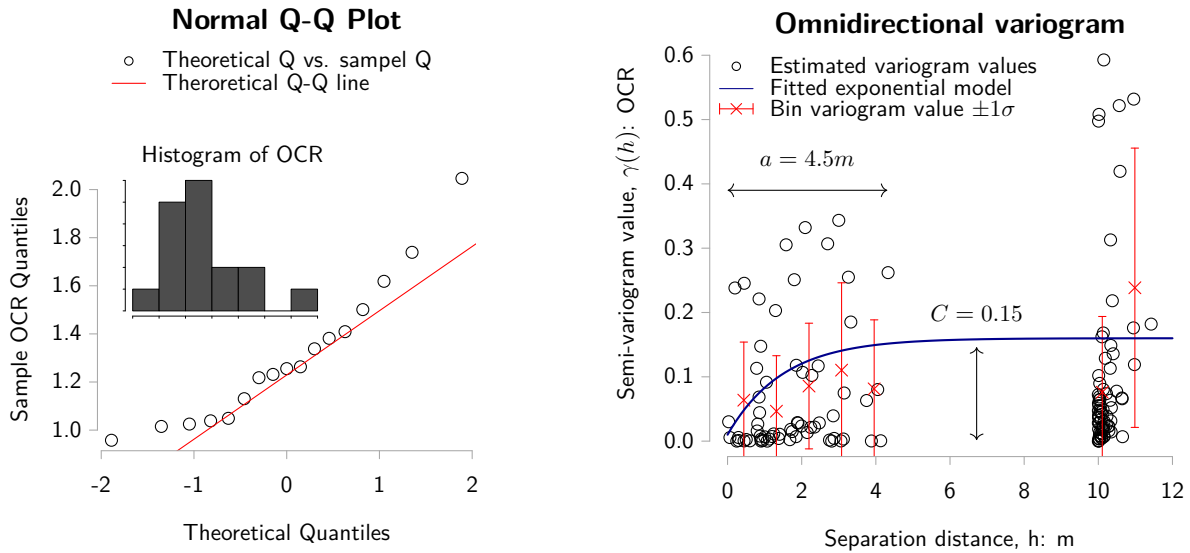 Normal Q-Q Plot
Theoretical Q vs. sampel Q
Theroretical Q-Q line
Histogram of OCR
Sample OCR Quantiles
2.0
1.8
1.6
1.4
1.2
1.0
-2
-1
0
1
2
Theoretical Quantiles
Omnidirectional variogram
Estimated variogram values
Fitted exponential model
Bin variogram value ±1σ
a = 4.5m
C = 0.15
Semi-variogram value, γ(h): OCR
0.6
0.5
0.4
0.3
0.2
0.1
0.0
0
2
4
6
8
10
12
Separation distance, h: m